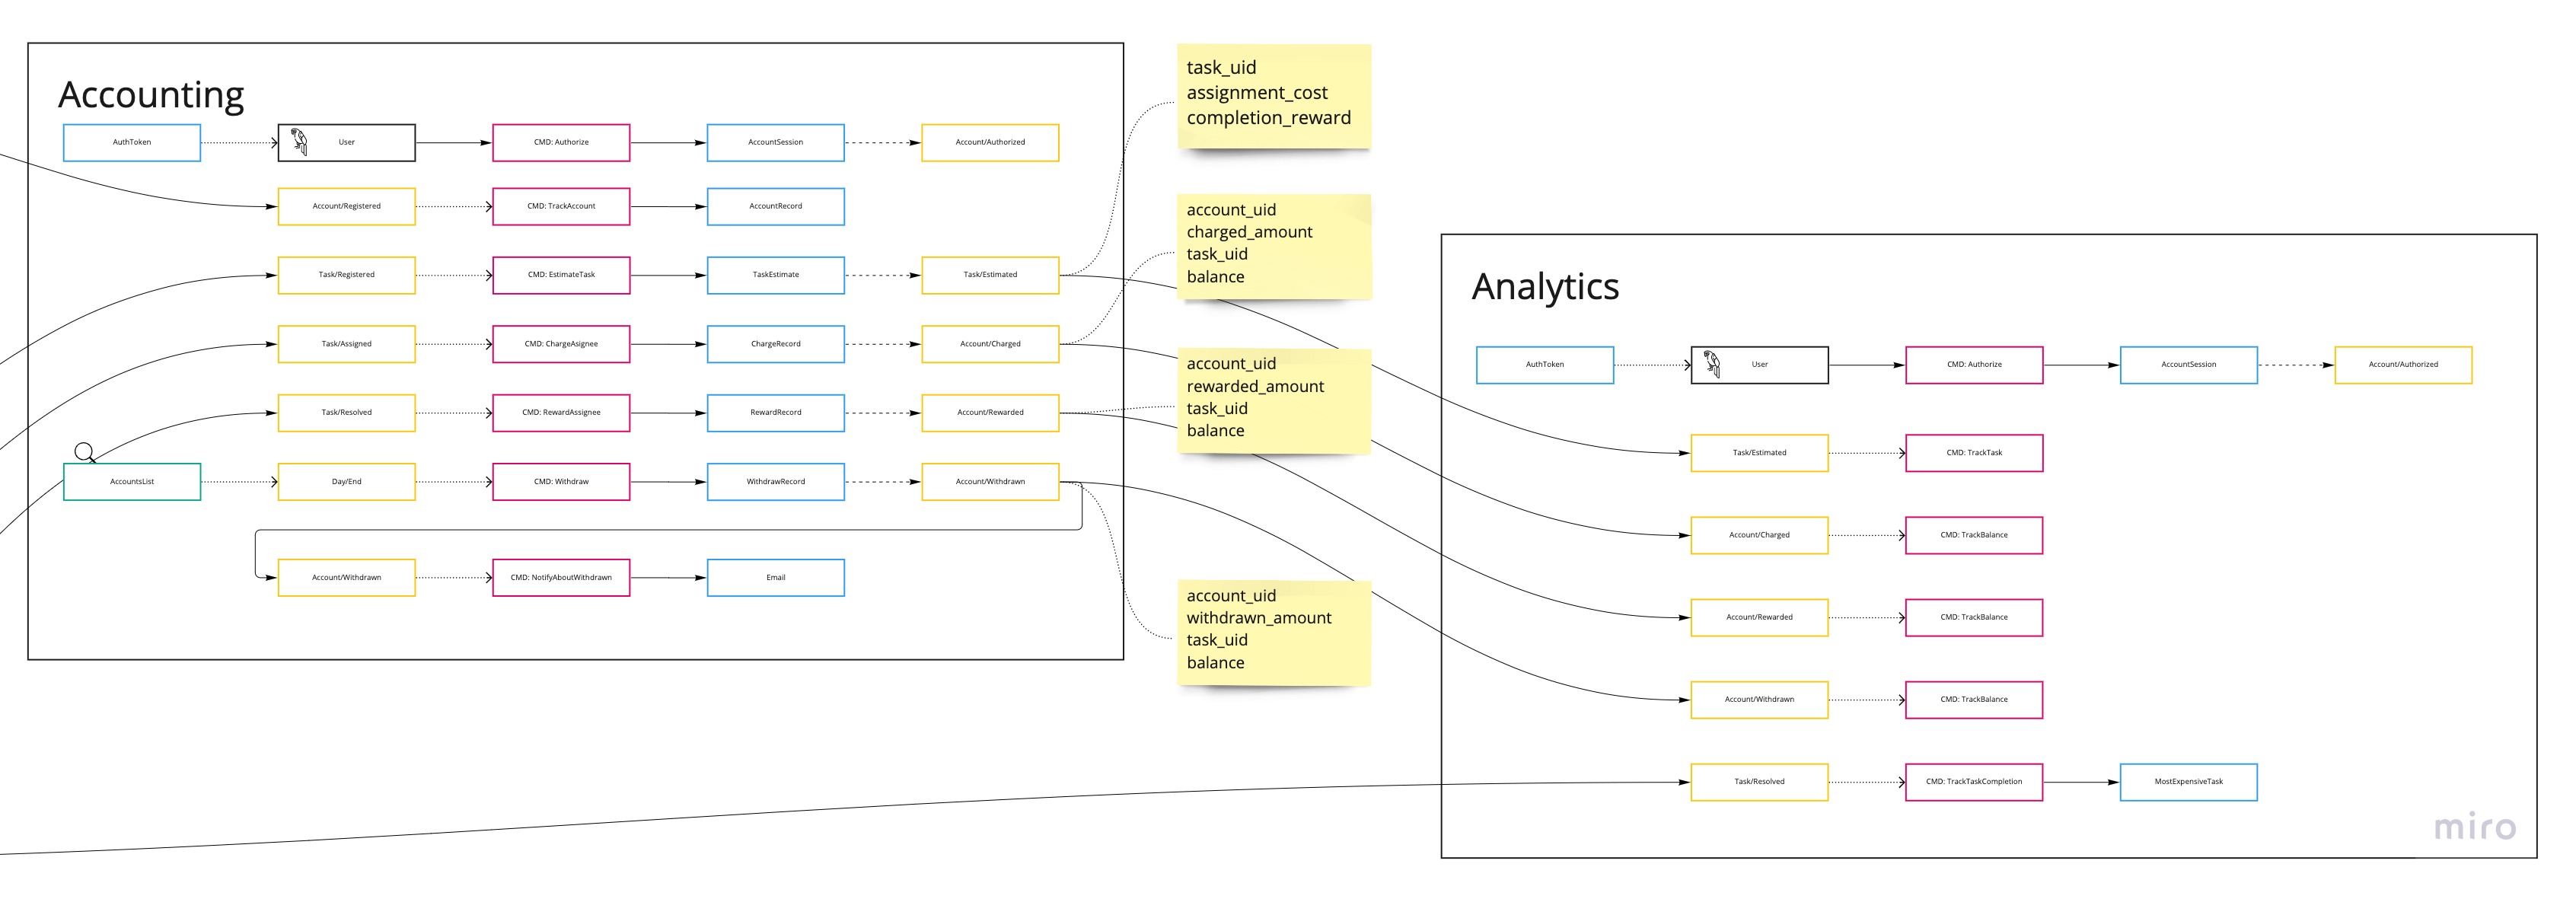 Accounting
AuthToken
User
CMD: Authorize
AccountSession
Account/Authorized
Account/Registered
CMD: TrackAccount
AccountRecord
Task/Registered
CMD: EstimateTask
TaskEstimate
Task/Estimated
Task/Assigned
CMD: ChargeAsignee
ChargeRecord
Account/Charged
Task/Resolved
CMD: RewardAssignee
RewardRecord
Account/Rewarded
AccountsList
Day/End
CMD: Withdraw
WithdrawRecord
Account/Withdrawn
Account/Withdrawn
CMD: NotifyAboutWithdrawn
Email
task_uid
assignment_cost
completion_reward
account_uid
charged_amount
task_uid
balance
account_uid
rewarded_amount
task_uid
balance
account_uid
withdrawn_amount
task_uid
balance
Analytics
AuthToken
User
CMD: Authorize
AccountSession
Account/Authorized
Task/Estimated
CMD: TrackTask
Account/Charged
CMD: TrackBalance
Account/Rewarded
CMD: TrackBalance
Account/Withdrawn
CMD: TrackBalance
Task/Resolved
CMD: TrackTaskCompletion
MostExpensiveTask
miro